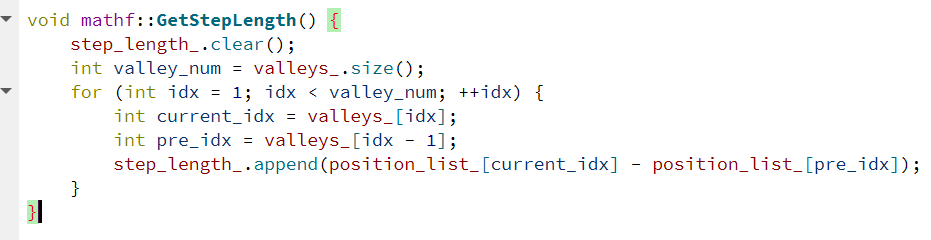 void mathf::GetStepLength() {
    step_length_.clear();
    int valley_num = valleys_.size();
    for (int idx = 1; idx < valley_num; ++idx) {
        int current_idx = valleys_[idx];
        int pre_idx = valleys_[idx - 1];
        step_length_.append(position_list_[current_idx] - position_list_[pre_idx]);
    }
}